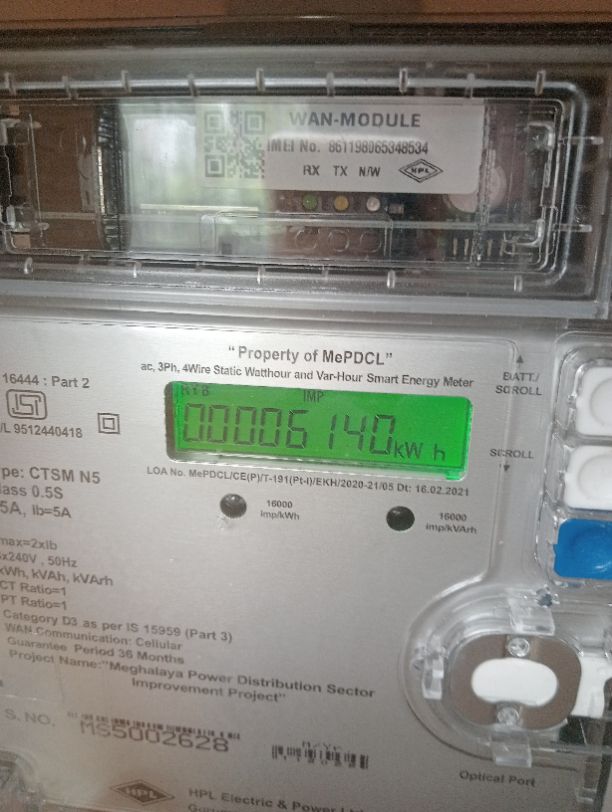 WAN-MODULE
IMEI No. 861198065348534
RX TX N/W
HPL
"Property of MePDCL"
ac, 3Ph, 4Wire Static Watthour and Var-Hour Smart Energy Meter
BATT./
SCROLL
16444 : Part 2
ISI
/L 9512440418
IMP
00006140kWh
SCROLL
LOA No. MePDCL/CE(P)/T-191(Pt-I)/EKH/2020-21/05 Dt: 16.02.2021
16000
imp/kWh
16000
imp/kVArh
pe: CTSM N5
lass 0.5S
5A, Ib=5A
max=2xIb
x240V , 50Hz
kWh, kVAh, kVArh
CT Ratio=1
PT Ratio=1
Category D3 as per IS 15959 (Part 3)
WAN Communication: Cellular
Guarantee Period 36 Months
Project Name:"Meghalaya Power Distribution Sector
Improvement Project"
S. NO.
MS5002628
Optical Port
HPL
HPL Electric & Power